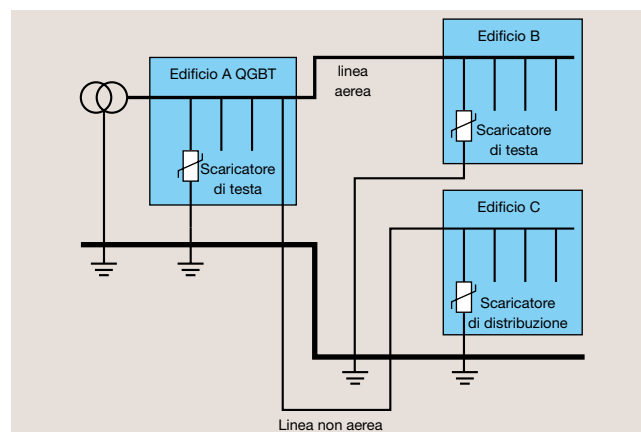 Edificio A QGBT
linea
aerea
Edificio B
Scaricatore
di testa
Scaricatore
di testa
Edificio C
Scaricatore
di distribuzione
Linea non aerea